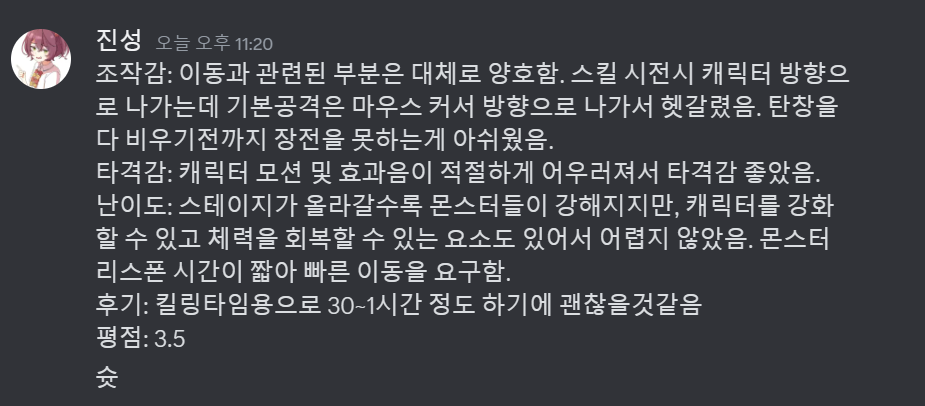 진성 오늘 오후 11:20
조작감: 이동과 관련된 부분은 대체로 양호함. 스킬 시전시 캐릭터 방향으
로 나가는데 기본공격은 마우스 커서 방향으로 나가서 헷갈렸음. 탄창을
다 비우기전까지 장전을 못하는게 아쉬웠음.
타격감: 캐릭터 모션 및 효과음이 적절하게 어우러져서 타격감 좋았음.
난이도: 스테이지가 올라갈수록 몬스터들이 강해지지만, 캐릭터를 강화
할 수 있고 체력을 회복할 수 있는 요소도 있어서 어렵지 않았음. 몬스터
리스폰 시간이 짧아 빠른 이동을 요구함.
후기: 킬링타임용으로 30~1시간 정도 하기에 괜찮을것같음
평점: 3.5
슛